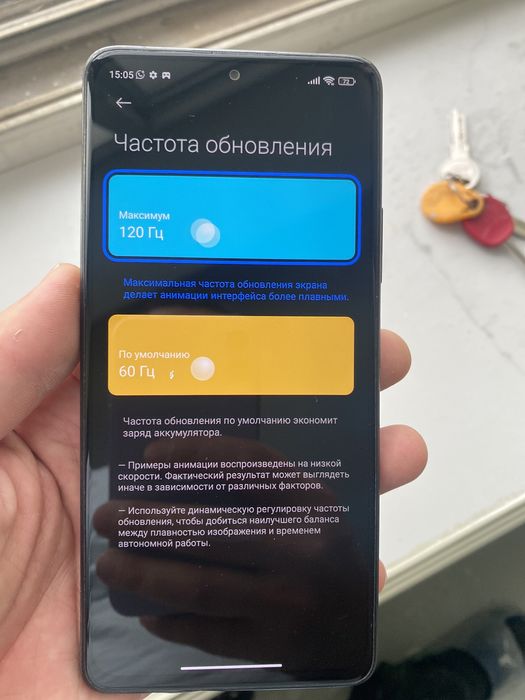 15:05 72
Частота обновления
Максимум
120 Гц
Максимальная частота обновления экрана
делает анимации интерфейса более плавными.
По умолчанию
60 Гц
Частота обновления по умолчанию экономит
заряд аккумулятора.
— Примеры анимации воспроизведены на низкой
скорости. Фактический результат может выглядеть
иначе в зависимости от различных факторов.
— Используйте динамическую регулировку частоты
обновления, чтобы добиться наилучшего баланса
между плавностью изображения и временем
автономной работы.